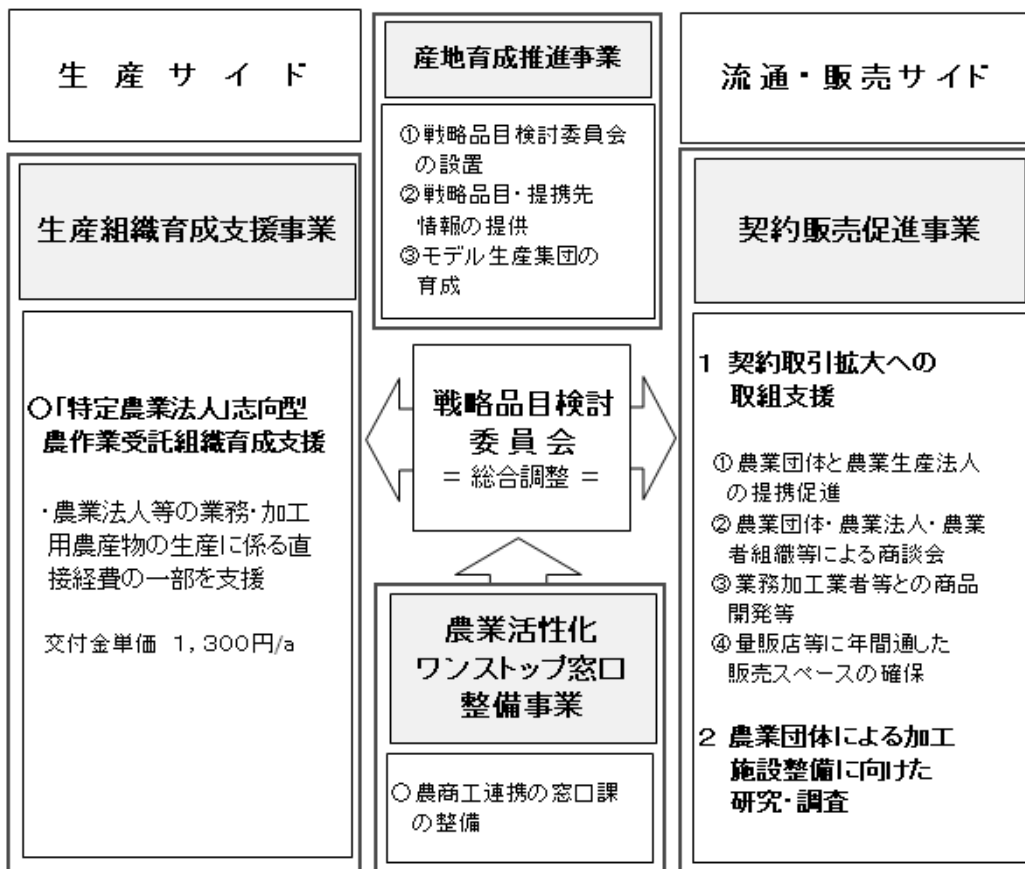 生産サイド
生産組織育成支援事業
○「特定農業法人」志向型
農作業受託組織育成支援
・農業法人等の業務・加工
用農産物の生産に係る直
接経費の一部を支援
交付金単価 1,300円/a
産地育成推進事業
①戦略品目検討委員会
の設置
②戦略品目・提携先
情報の提供
③モデル生産集団の
育成
戦略品目検討
委員会
= 総合調整 =
農業活性化
ワンストップ窓口
整備事業
○農商工連携の窓口課
の整備
流通・販売サイド
契約販売促進事業
1 契約取引拡大への
取組支援
①農業団体と農業生産法人
の提携促進
②農業団体・農業法人・農業
者組織等による商談会
③業務加工業者等との商品
開発等
④量販店等に年間通した
販売スペースの確保
2 農業団体による加工
施設整備に向けた
研究・調査